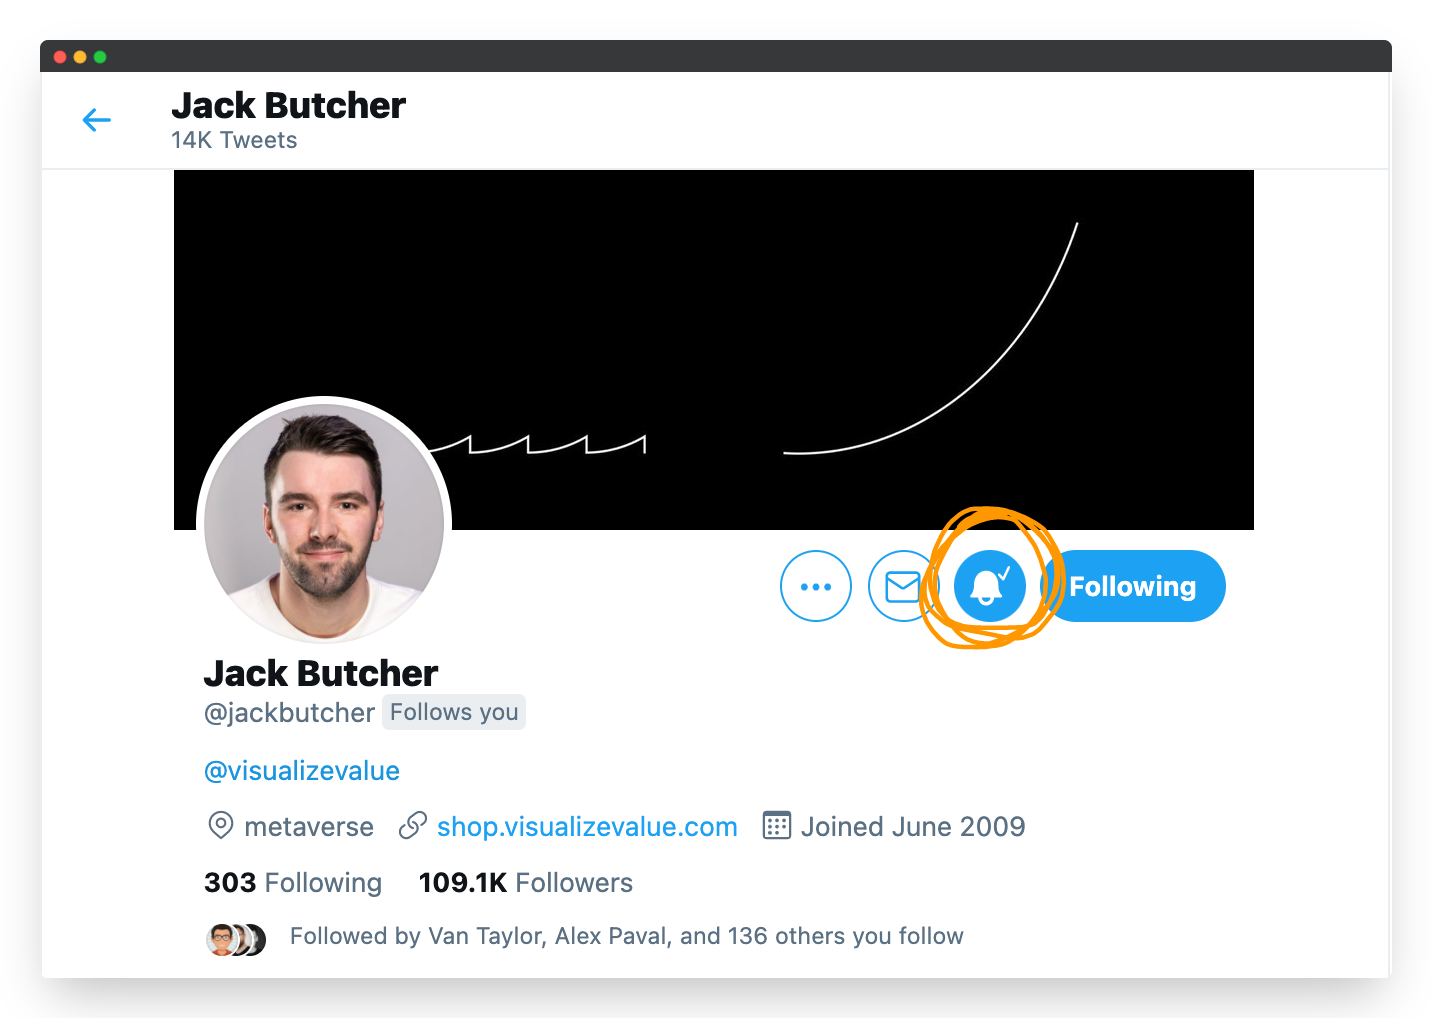 Jack Butcher
14K Tweets
Following
Jack Butcher
@jackbutcher Follows you
@visualizevalue
metaverse shop.visualizevalue.com Joined June 2009
303 Following 109.1K Followers
Followed by Van Taylor, Alex Paval, and 136 others you follow